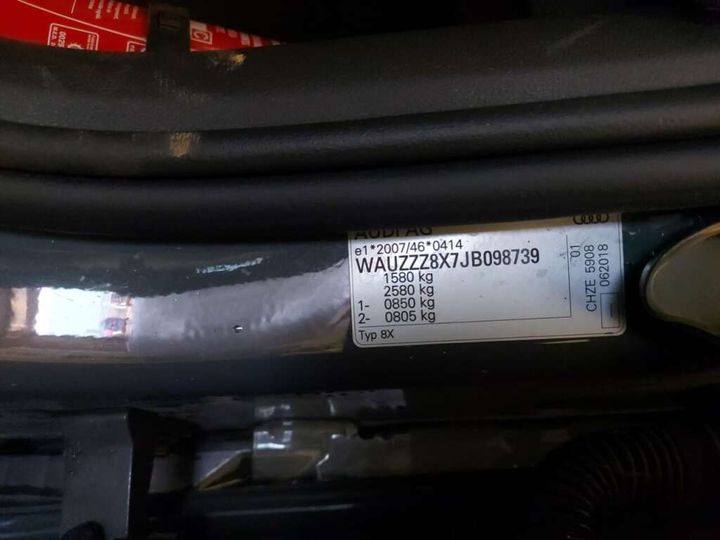 AUDI AG
e1*2007/46*0414
WAUZZZ8X7JB098739
1580 kg
2580 kg
1- 0850 kg
2- 0805 kg
Typ 8X
01
CHZE 5908
062018